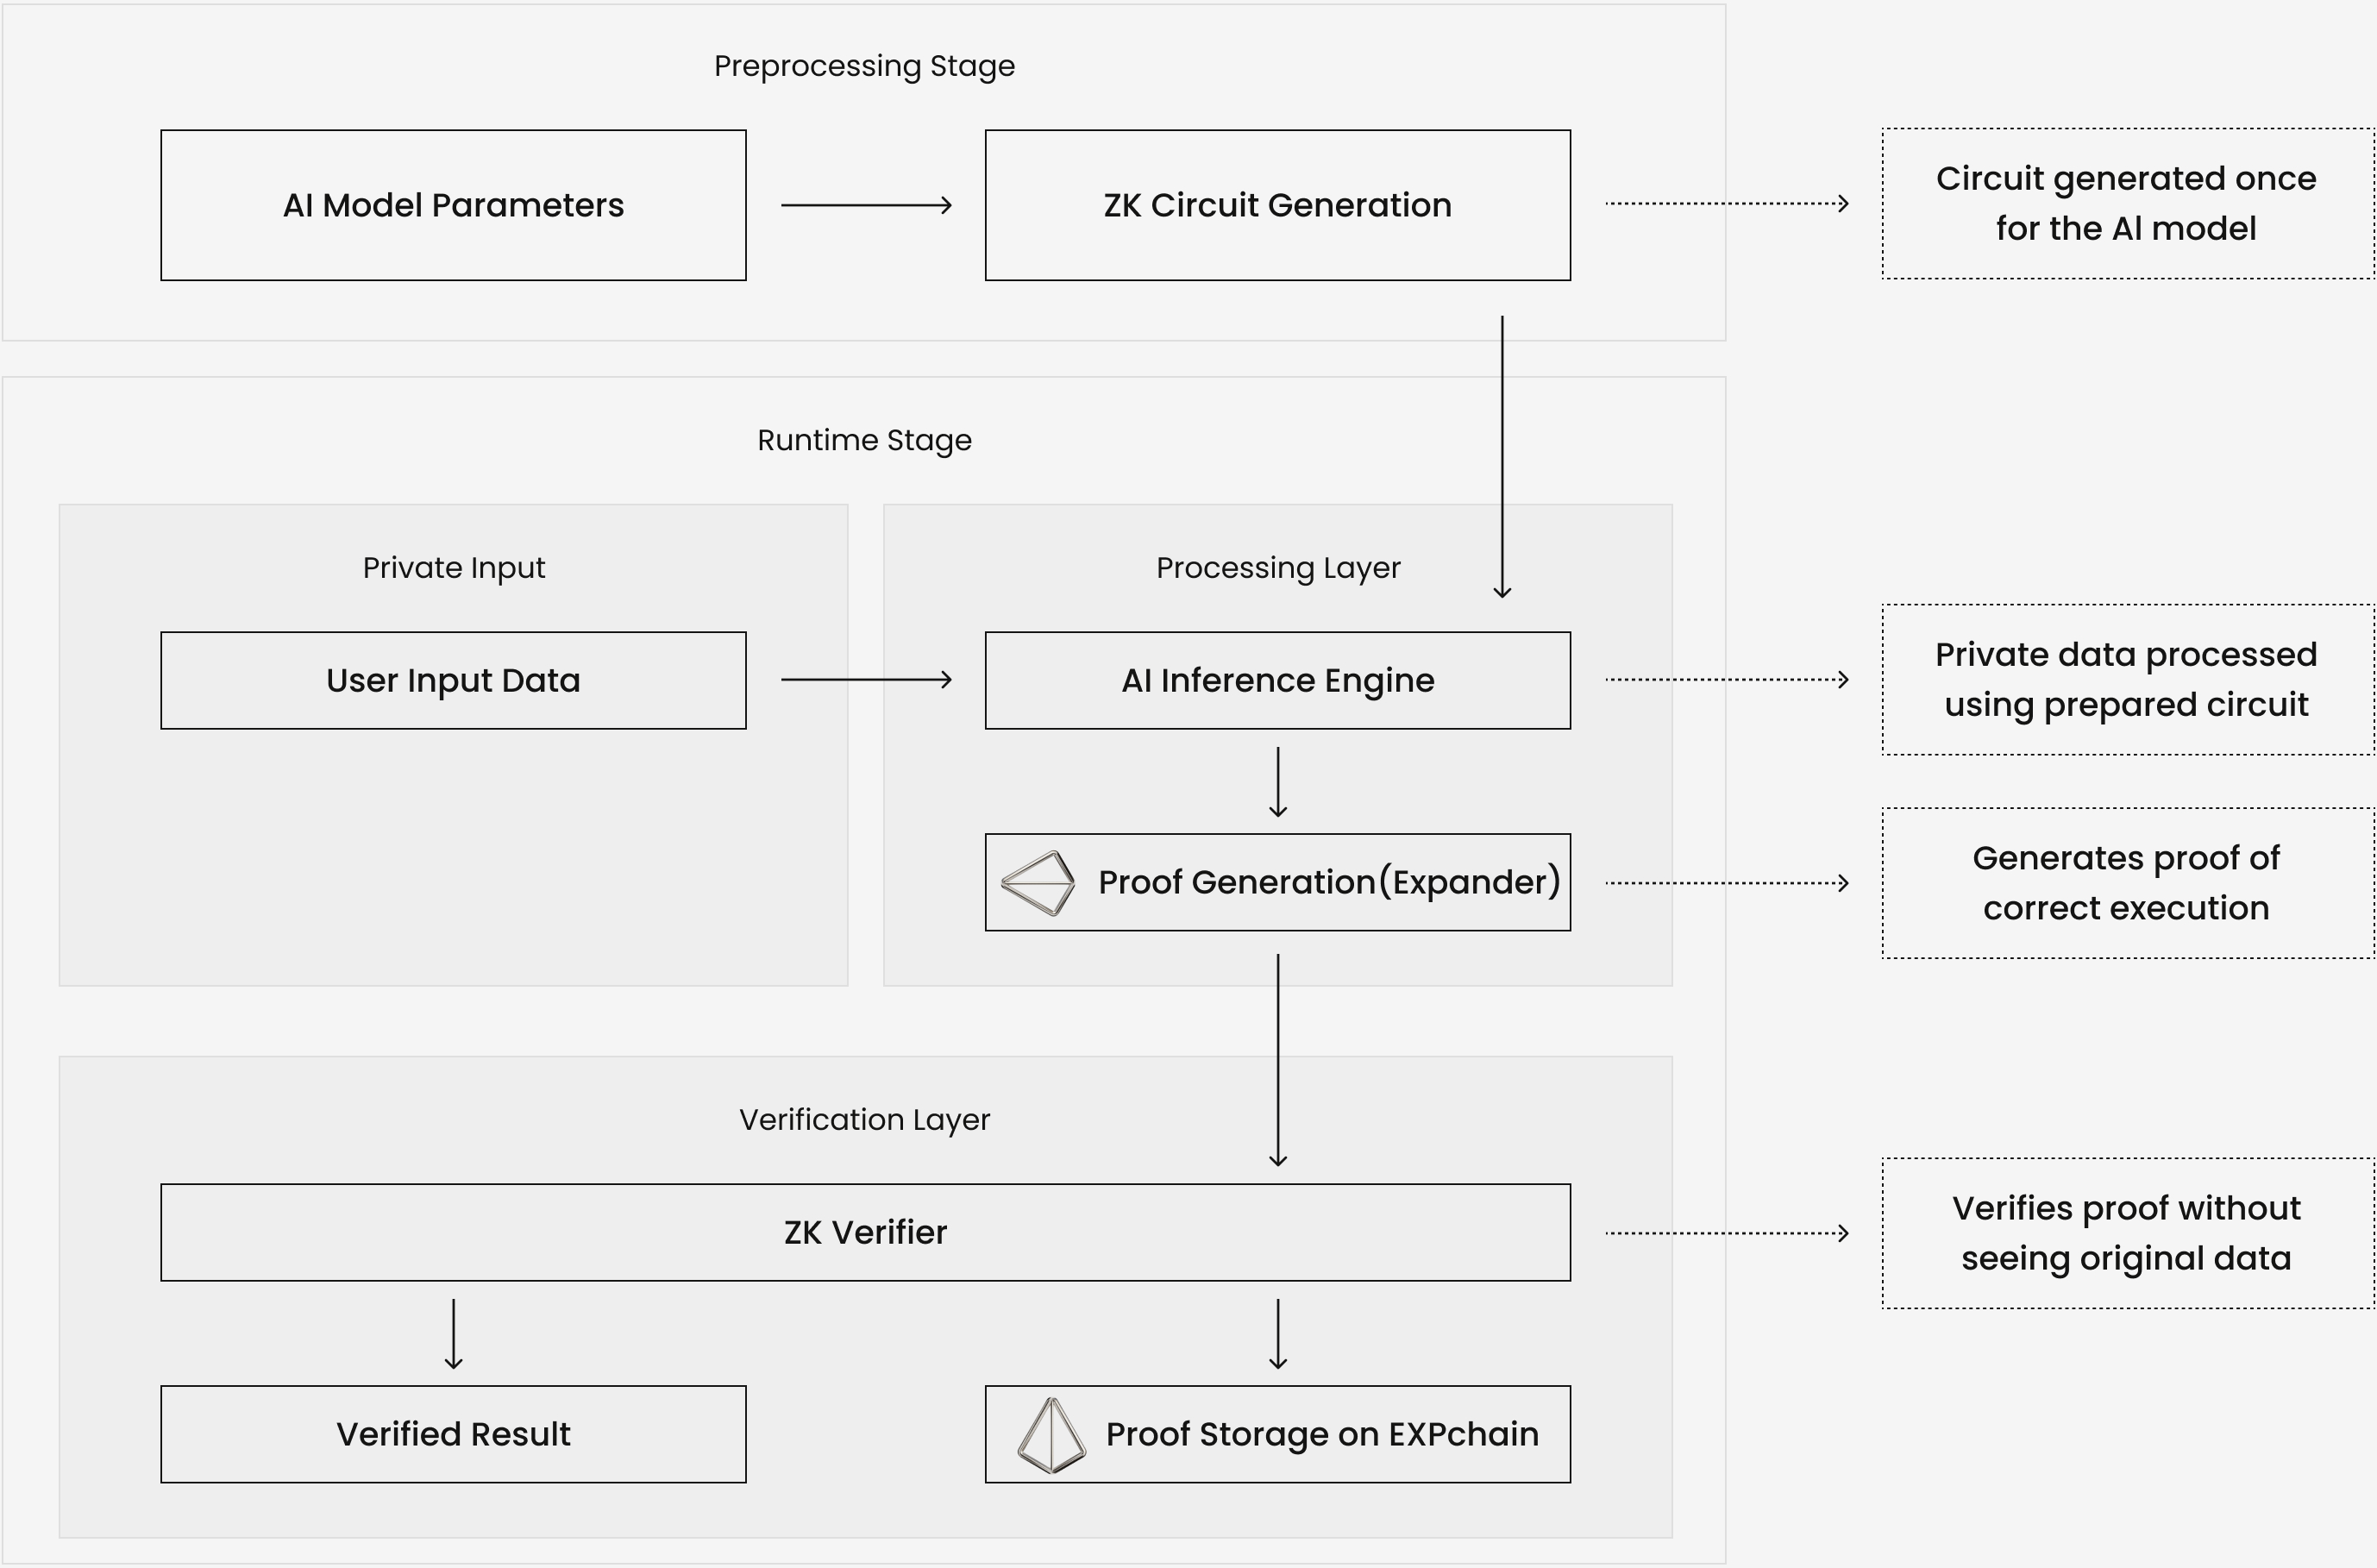 Preprocessing Stage
AI Model Parameters
ZK Circuit Generation
Circuit generated once
for the AI model
Runtime Stage
Private Input
Processing Layer
User Input Data
AI Inference Engine
Private data processed
using prepared circuit
Proof Generation(Expander)
Generates proof of
correct execution
Verification Layer
ZK Verifier
Verifies proof without
seeing original data
Verified Result
Proof Storage on EXPchain